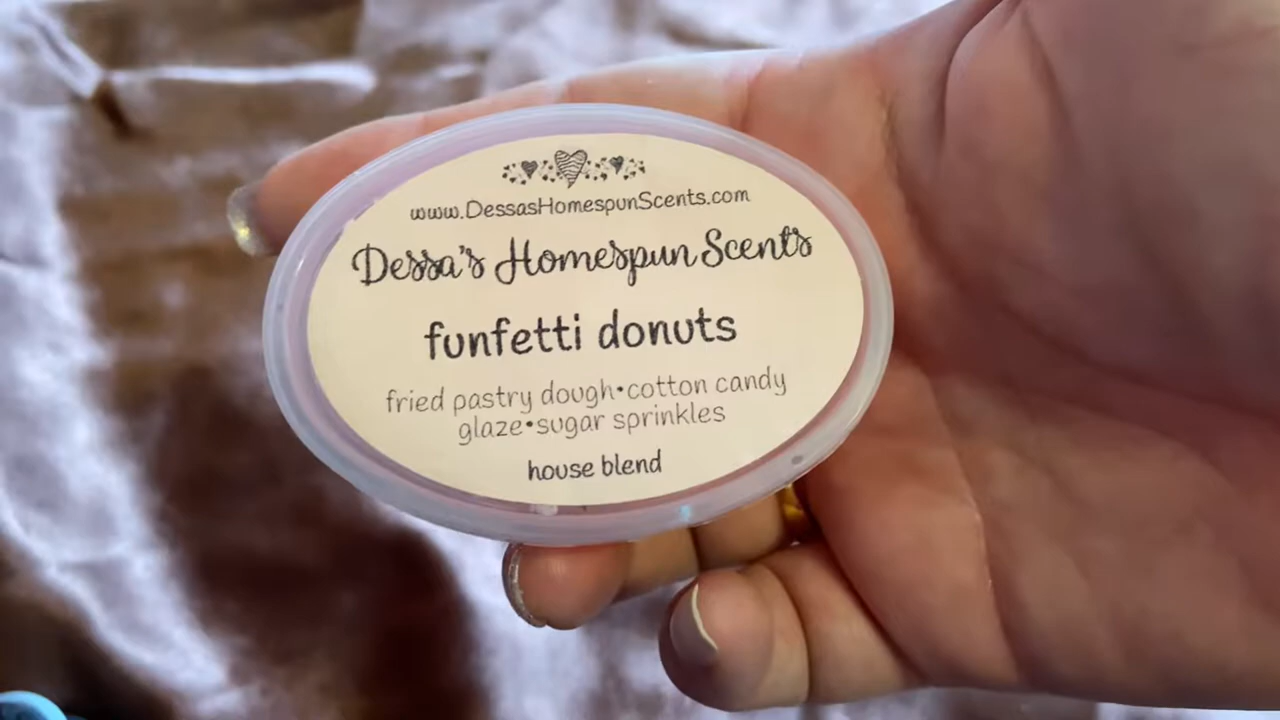 www.DessasHomespunScents.com
Dessa's Homespun Scents
funfetti donuts
fried pastry dough•cotton candy
glaze•sugar sprinkles
house blend